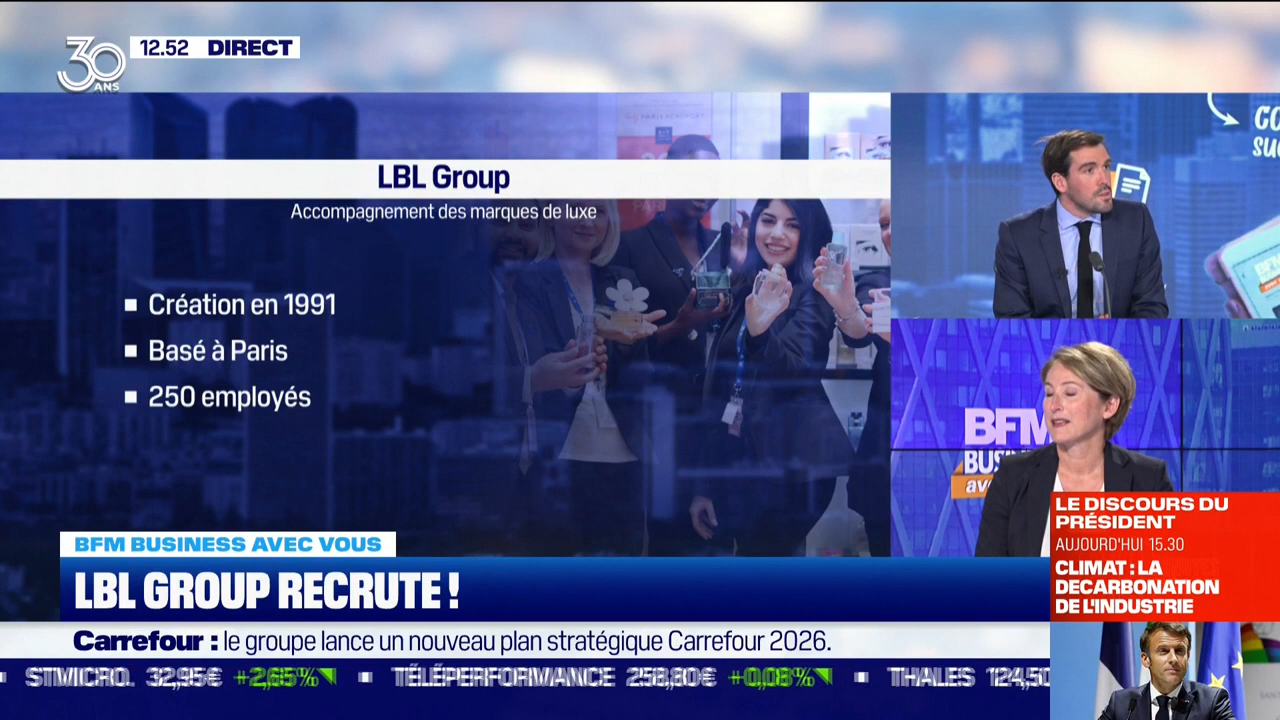 30 ANS
12.52 DIRECT
LBL Group
Accompagnement des marques de luxe
Création en 1991
Basé à Paris
250 employés
BFM
avec
LE DISCOURS DU
PRÉSIDENT
AUJOURD'HUI 15.30
CLIMAT : LA
DECARBONATION
DE L'INDUSTRIE
BFM BUSINESS AVEC VOUS
LBL GROUP RECRUTE !
Carrefour : le groupe lance un nouveau plan stratégique Carrefour 2026.
STMICRO. 32,95€ +2,65% TÉLÉPERFORMANCE 258,80€ +0,08% THALES 124,50